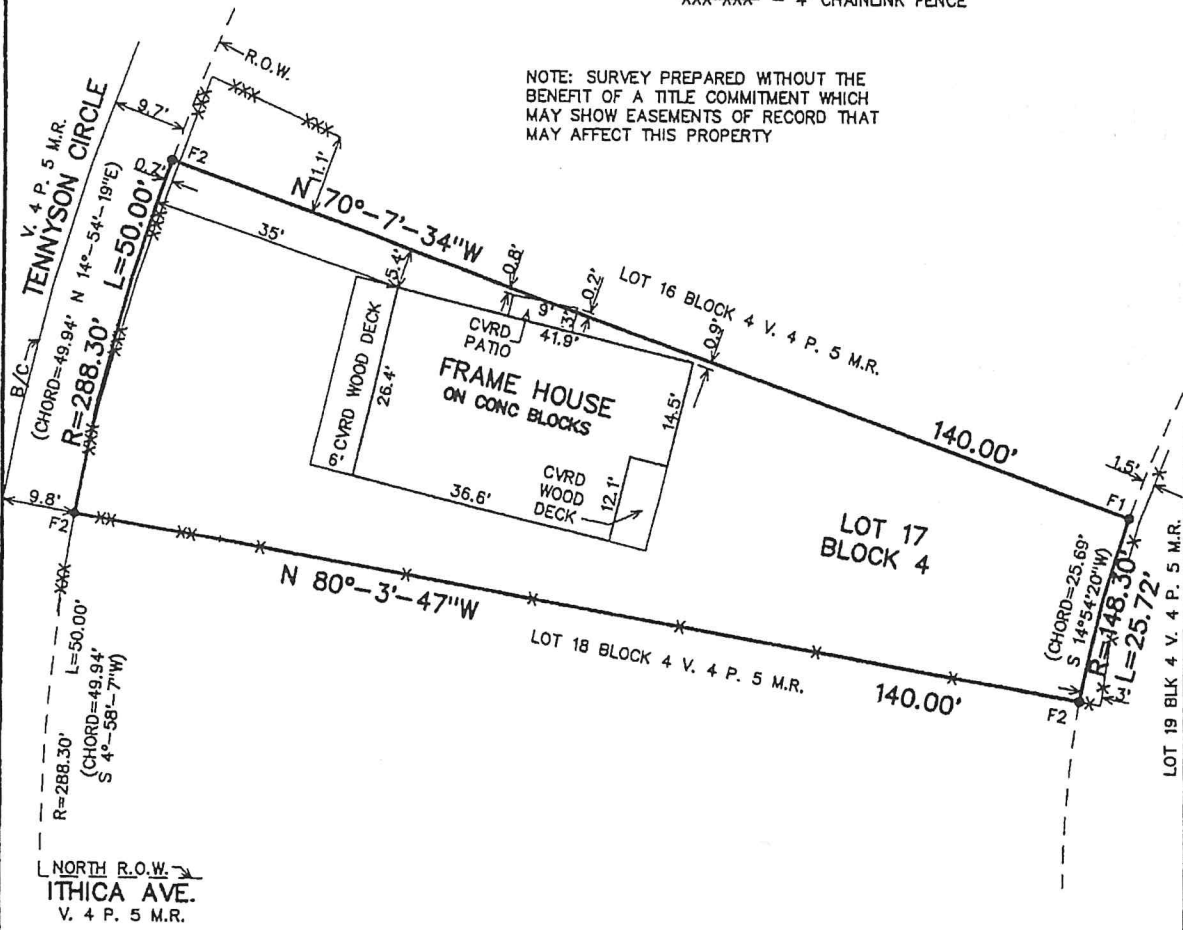 XXX-XXX- = 4' CHAINLINK FENCE
NOTE: SURVEY PREPARED WITHOUT THE
BENEFIT OF A TITLE COMMITMENT WHICH
MAY SHOW EASEMENTS OF RECORD THAT
MAY AFFECT THIS PROPERTY
R.O.W.
9.7'
TENNYSON CIRCLE
V. 4 P. 5 M.R.
F2
0.7'
11.1'
N 70°-7'-34"W
140.00'
LOT 16 BLOCK 4 V. 4 P. 5 M.R.
35'
5.4'
0.8'
9'
3'
0.2'
0.9'
41.9'
CVRD
PATIO
FRAME HOUSE
ON CONC BLOCKS
CVRD WOOD DECK
26.4'
6'
36.6'
14.5'
12.1'
CVRD
WOOD
DECK
B/C
(CHORD=49.94' N 14°-54'-19"E)
R=288.30' L=50.00'
9.8'
F2
LOT 17
BLOCK 4
F1
1.5'
(CHORD=25.69'
S 14°54'20"W)
R=148.30'
L=25.72'
3'
F2
LOT 19 BLK 4 V. 4 P. 5 M.R.
N 80°-3'-47"W
140.00'
LOT 18 BLOCK 4 V. 4 P. 5 M.R.
R=288.30' L=50.00'
(CHORD=49.94'
S 4°-58'-7"W)
NORTH R.O.W.
ITHICA AVE.
V. 4 P. 5 M.R.